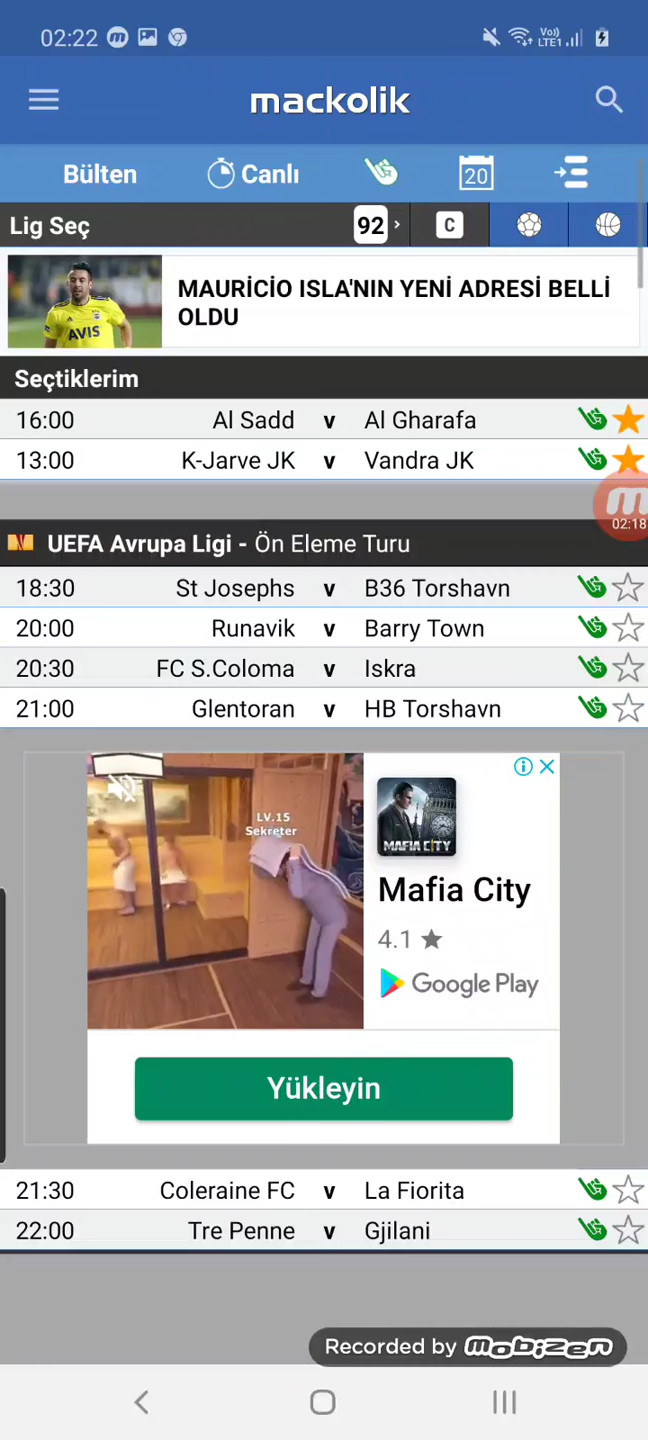 02:22
Vo)) LTE1
mackolik
Bülten
Canlı
20
Lig Seç
92 ›
C
AVIS
MAURİCİO ISLA'NIN YENİ ADRESİ BELLİ
OLDU
Seçtiklerim
16:00 Al Sadd v Al Gharafa
13:00 K-Jarve JK v Vandra JK
02:18
UEFA Avrupa Ligi - Ön Eleme Turu
18:30 St Josephs v B36 Torshavn
20:00 Runavik v Barry Town
20:30 FC S.Coloma v Iskra
21:00 Glentoran v HB Torshavn
LV.15
Sekreter
MAFIA CITY
Mafia City
4.1 ★
Google Play
Yükleyin
21:30 Coleraine FC v La Fiorita
22:00 Tre Penne v Gjilani
Recorded by mobizen